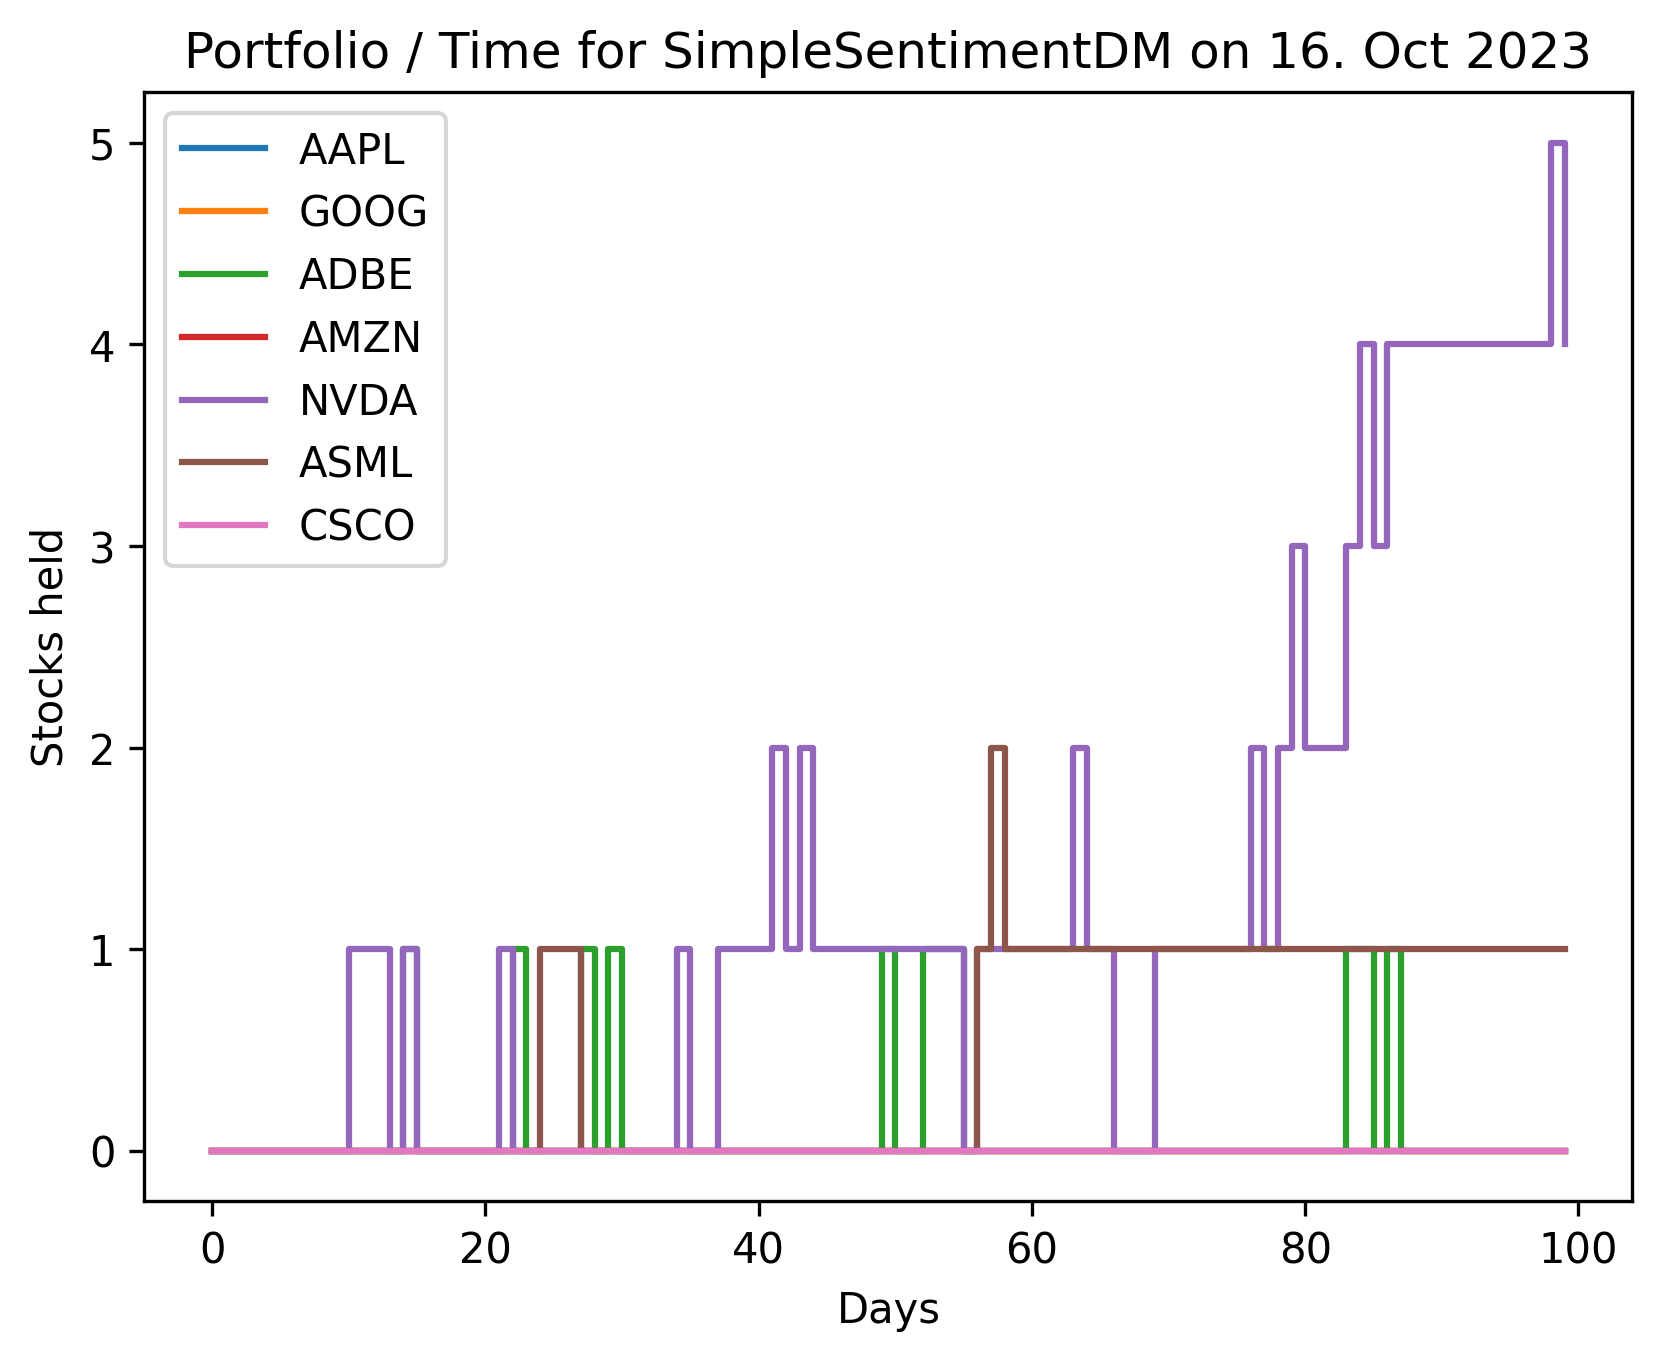 Portfolio / Time for SimpleSentimentDM on 16. Oct 2023
AAPL
GOOG
ADBE
AMZN
NVDA
ASML
CSCO
Stocks held
5
4
3
2
1
0
0 20 40 60 80 100
Days